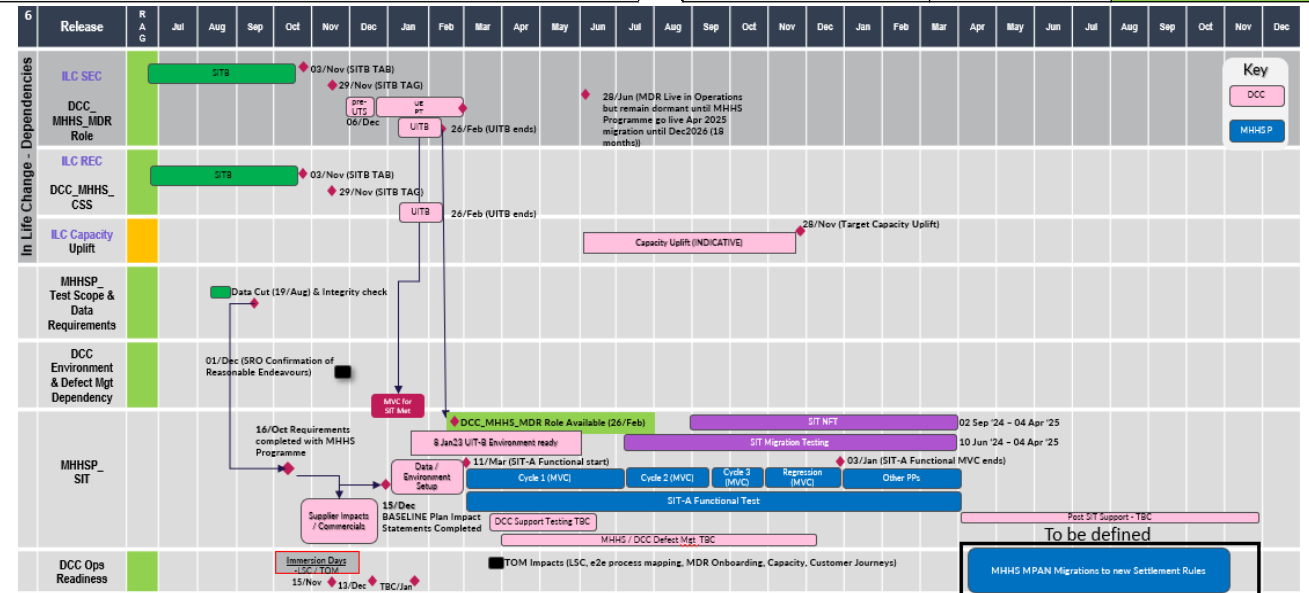 6
Release
R
A
G
Jul
Aug
Sep
Oct
Nov
Dec
Jan
Feb
Mar
Apr
May
Jun
Jul
Aug
Sep
Oct
Nov
Dec
Jan
Feb
Mar
Apr
May
Jun
Jul
Aug
Sep
Oct
Nov
Dec
In Life Change - Dependencies
ILC SEC
DCC_
MHHS_MDR
Role
SITB
03/Nov (SITB TAB)
29/Nov (SITB TAG)
pre-
UTS
06/Dec
UE
PT
UITB
26/Feb (UITB ends)
28/Jun (MDR Live in Operations
but remain dormant until MHHS
Programme go live Apr 2025
migration until Dec2026 (18
months))
Key
DCC
MHHSP
ILC REC
DCC_MHHS_
CSS
SITB
03/Nov (SITB TAB)
29/Nov (SITB TAG)
UITB
26/Feb (UITB ends)
ILC Capacity
Uplift
Capacity Uplift (INDICATIVE)
28/Nov (Target Capacity Uplift)
MHHSP_
Test Scope &
Data
Requirements
Data Cut (19/Aug) & Integrity check
DCC
Environment
& Defect Mgt
Dependency
01/Dec (SRO Confirmation of
Reasonable Endeavours)
MVC for
SIT Met
MHHSP_
SIT
16/Oct Requirements
completed with MHHS
Programme
DCC_MHHS_MDR Role Available (26/Feb)
SIT NFT
02 Sep '24 – 04 Apr '25
8 Jan23 UIT-B Environment ready
SIT Migration Testing
10 Jun '24 – 04 Apr '25
Data /
Environment
Setup
11/Mar (SIT-A Functional start)
03/Jan (SIT-A Functional MVC ends)
Cycle 1 (MVC)
Cycle 2 (MVC)
Cycle 3
(MVC)
Regression
(MVC)
Other PPs
SIT-A Functional Test
Supplier Impacts
/ Commercials
15/Dec
BASELINE Plan Impact
Statements Completed
DCC Support Testing TBC
Post SIT Support - TBC
MHHS / DCC Defect Mgt TBC
To be defined
DCC Ops
Readiness
Immersion Days
-LSC / TOM
15/Nov
13/Dec
TBC/Jan
TOM Impacts (LSC, e2e process mapping, MDR Onboarding, Capacity, Customer Journeys)
MHHS MPAN Migrations to new Settlement Rules